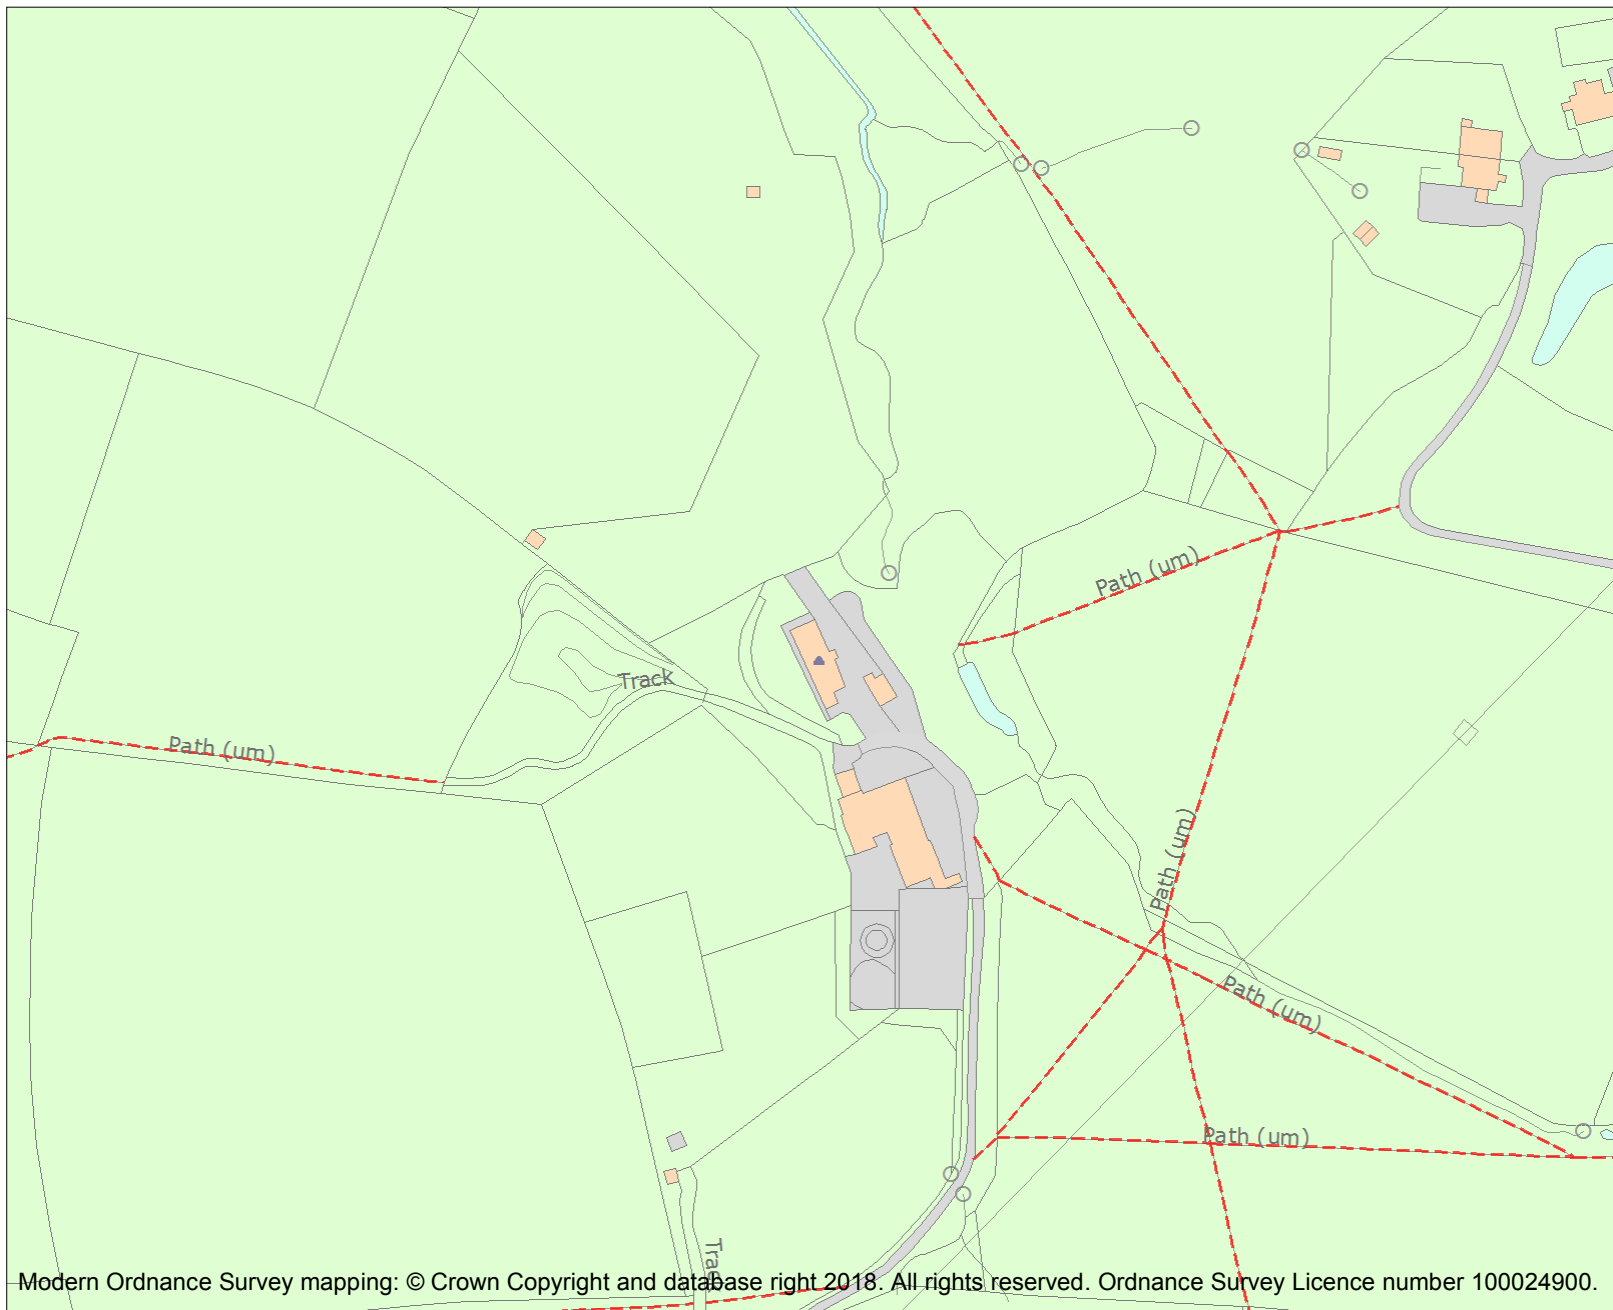 Path (um)
Track
Path (um)
Path (um)
Path (um)
Path (um)
Modern Ordnance Survey mapping: © Crown Copyright and database right 2018. All rights reserved. Ordnance Survey Licence number 100024900.